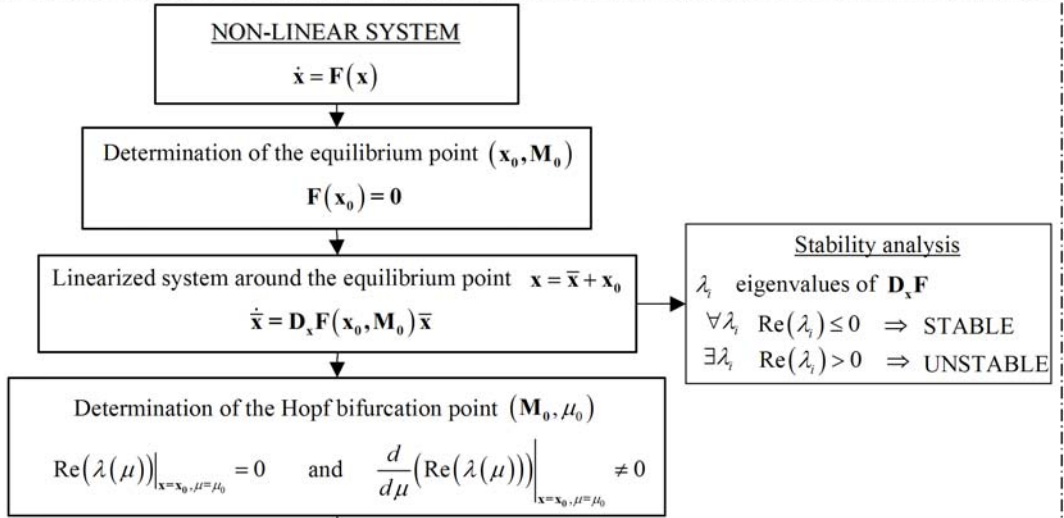 NON-LINEAR SYSTEM
ẋ = F(x)
Determination of the equilibrium point (x₀, M₀)
F(x₀) = 0
Linearized system around the equilibrium point x = x̄ + x₀
x̄̇ = DₓF(x₀, M₀) x̄
Stability analysis
λᵢ eigenvalues of DₓF
∀λᵢ Re(λᵢ) ≤ 0 ⇒ STABLE
∃λᵢ Re(λᵢ) > 0 ⇒ UNSTABLE
Determination of the Hopf bifurcation point (M₀, μ₀)
Re(λ(μ))|ₓ₌ₓ₀,μ=μ₀ = 0 and d/dμ (Re(λ(μ)))|ₓ₌ₓ₀,μ=μ₀ ≠ 0